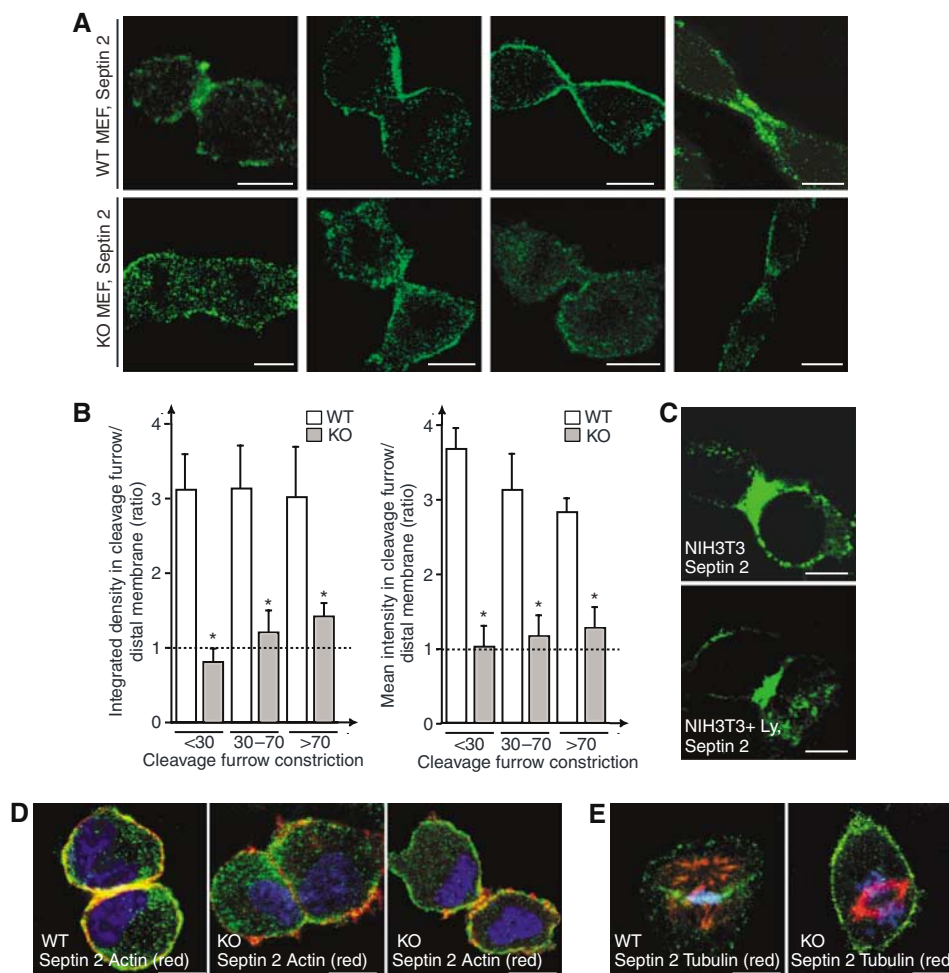 A
WT MEF, Septin 2
KO MEF, Septin 2
B
Integrated density in cleavage furrow/
distal membrane (ratio)
4
3
2
1
0
WT
KO
*
*
*
<30 30–70 >70
Cleavage furrow constriction
Mean intensity in cleavage furrow/
distal membrane (ratio)
4
3
2
1
0
WT
KO
*
*
*
<30 30–70 >70
Cleavage furrow constriction
C
NIH3T3
Septin 2
NIH3T3+ Ly,
Septin 2
D
WT
Septin 2 Actin (red)
KO
Septin 2 Actin (red)
KO
Septin 2 Actin (red)
E
WT
Septin 2 Tubulin (red)
KO
Septin 2 Tubulin (red